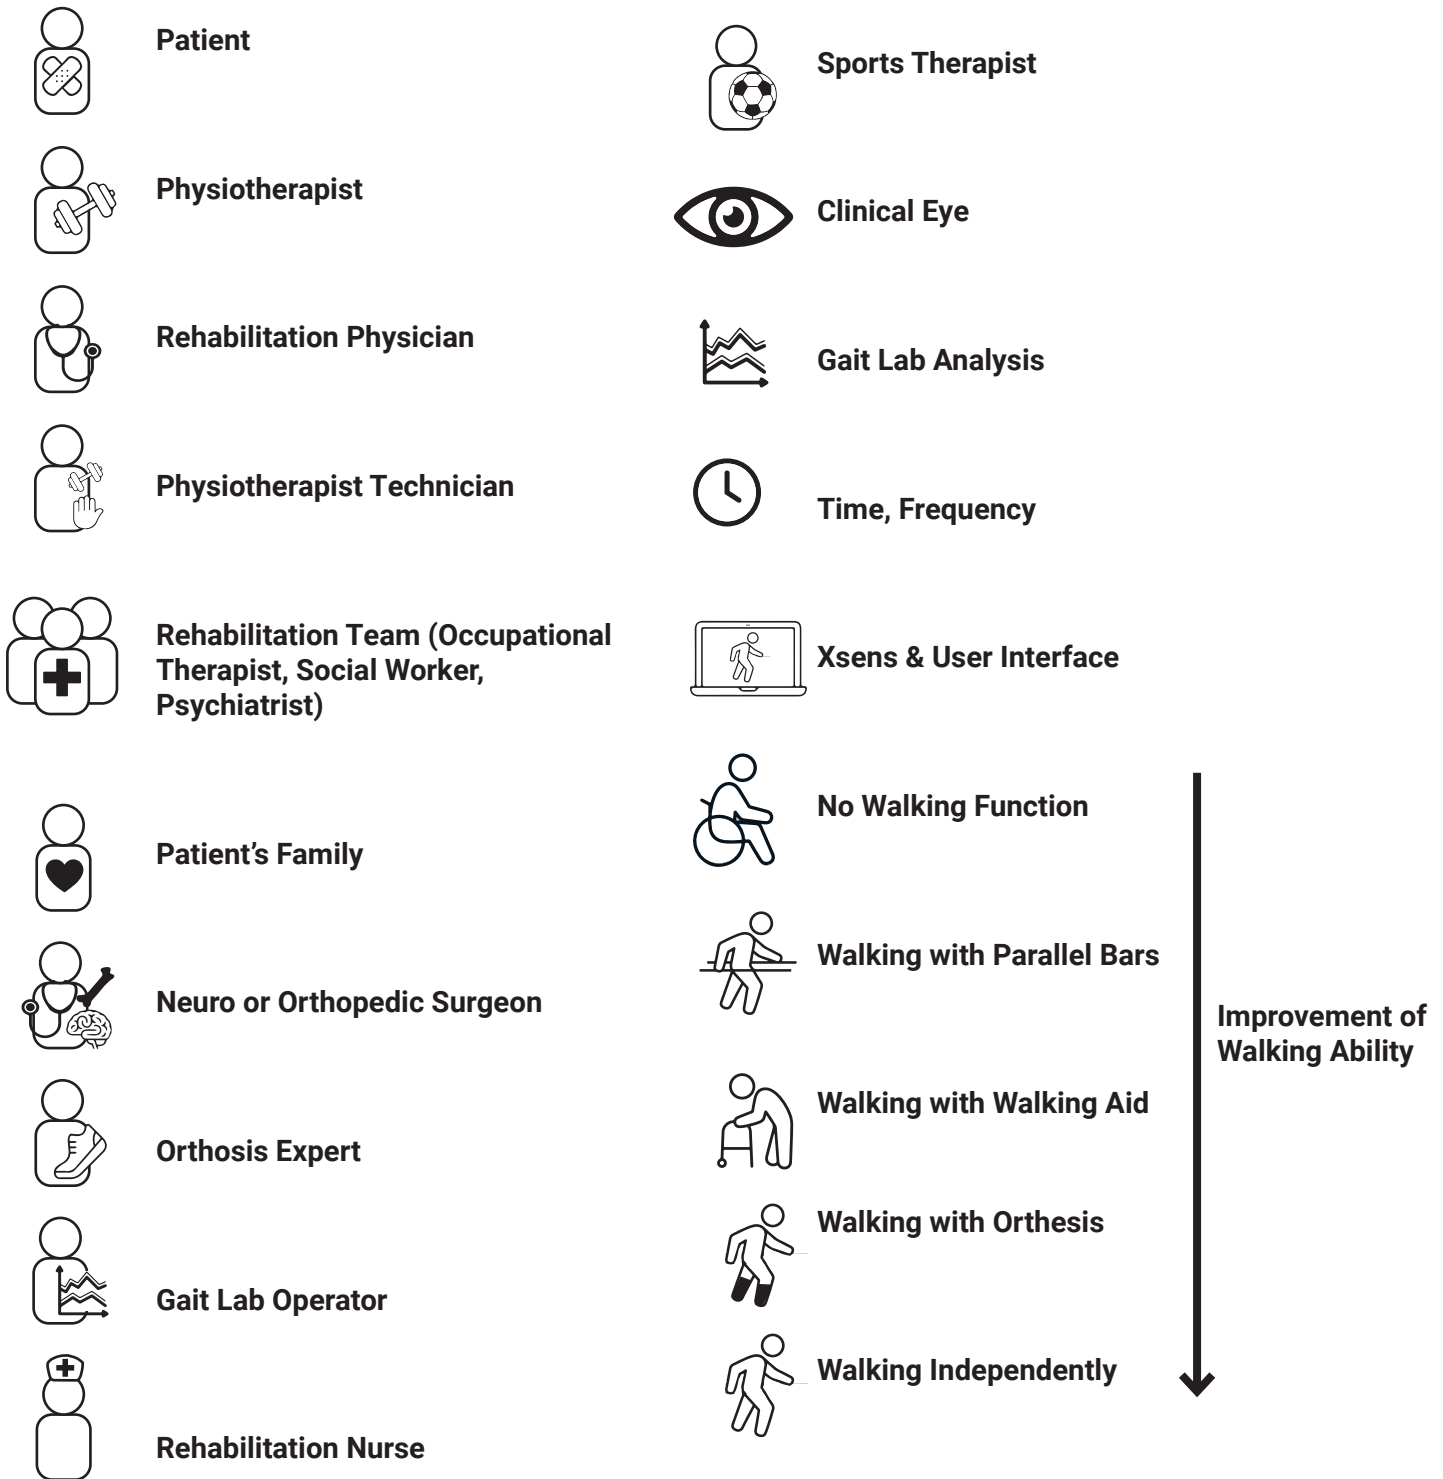 Patient
Physiotherapist
Rehabilitation Physician
Physiotherapist Technician
Rehabilitation Team (Occupational
Therapist, Social Worker,
Psychiatrist)
Patient’s Family
Neuro or Orthopedic Surgeon
Orthosis Expert
Gait Lab Operator
Rehabilitation Nurse
Sports Therapist
Clinical Eye
Gait Lab Analysis
Time, Frequency
Xsens & User Interface
No Walking Function
Walking with Parallel Bars
Walking with Walking Aid
Walking with Orthesis
Walking Independently
Improvement of
Walking Ability